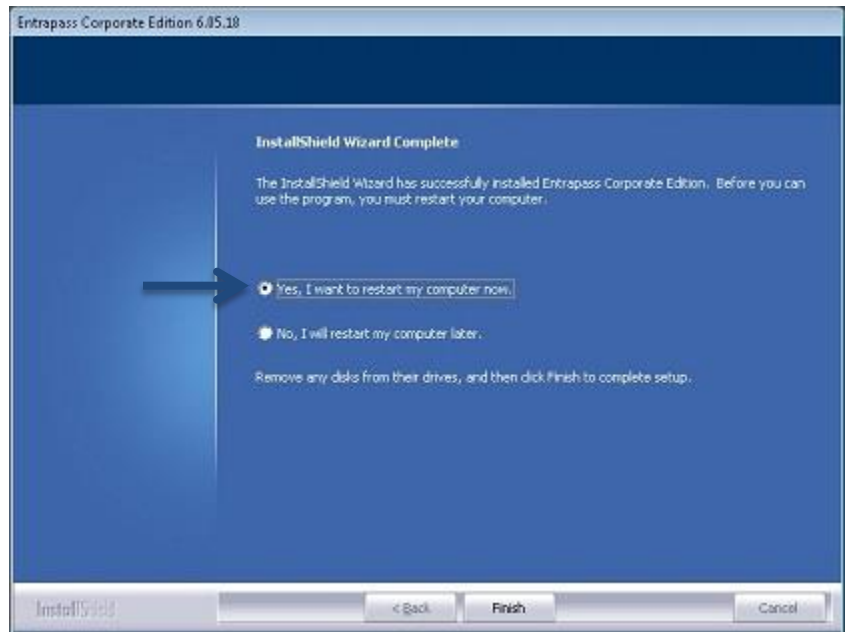 Entrapass Corporate Edition 6.05.18
InstallShield Wizard Complete
The InstallShield Wizard has successfully installed Entrapass Corporate Edition. Before you can
use the program, you must restart your computer.
Yes, I want to restart my computer now.
No, I will restart my computer later.
Remove any disks from their drives, and then click Finish to complete setup.
InstallShield
< Back
Finish
Cancel